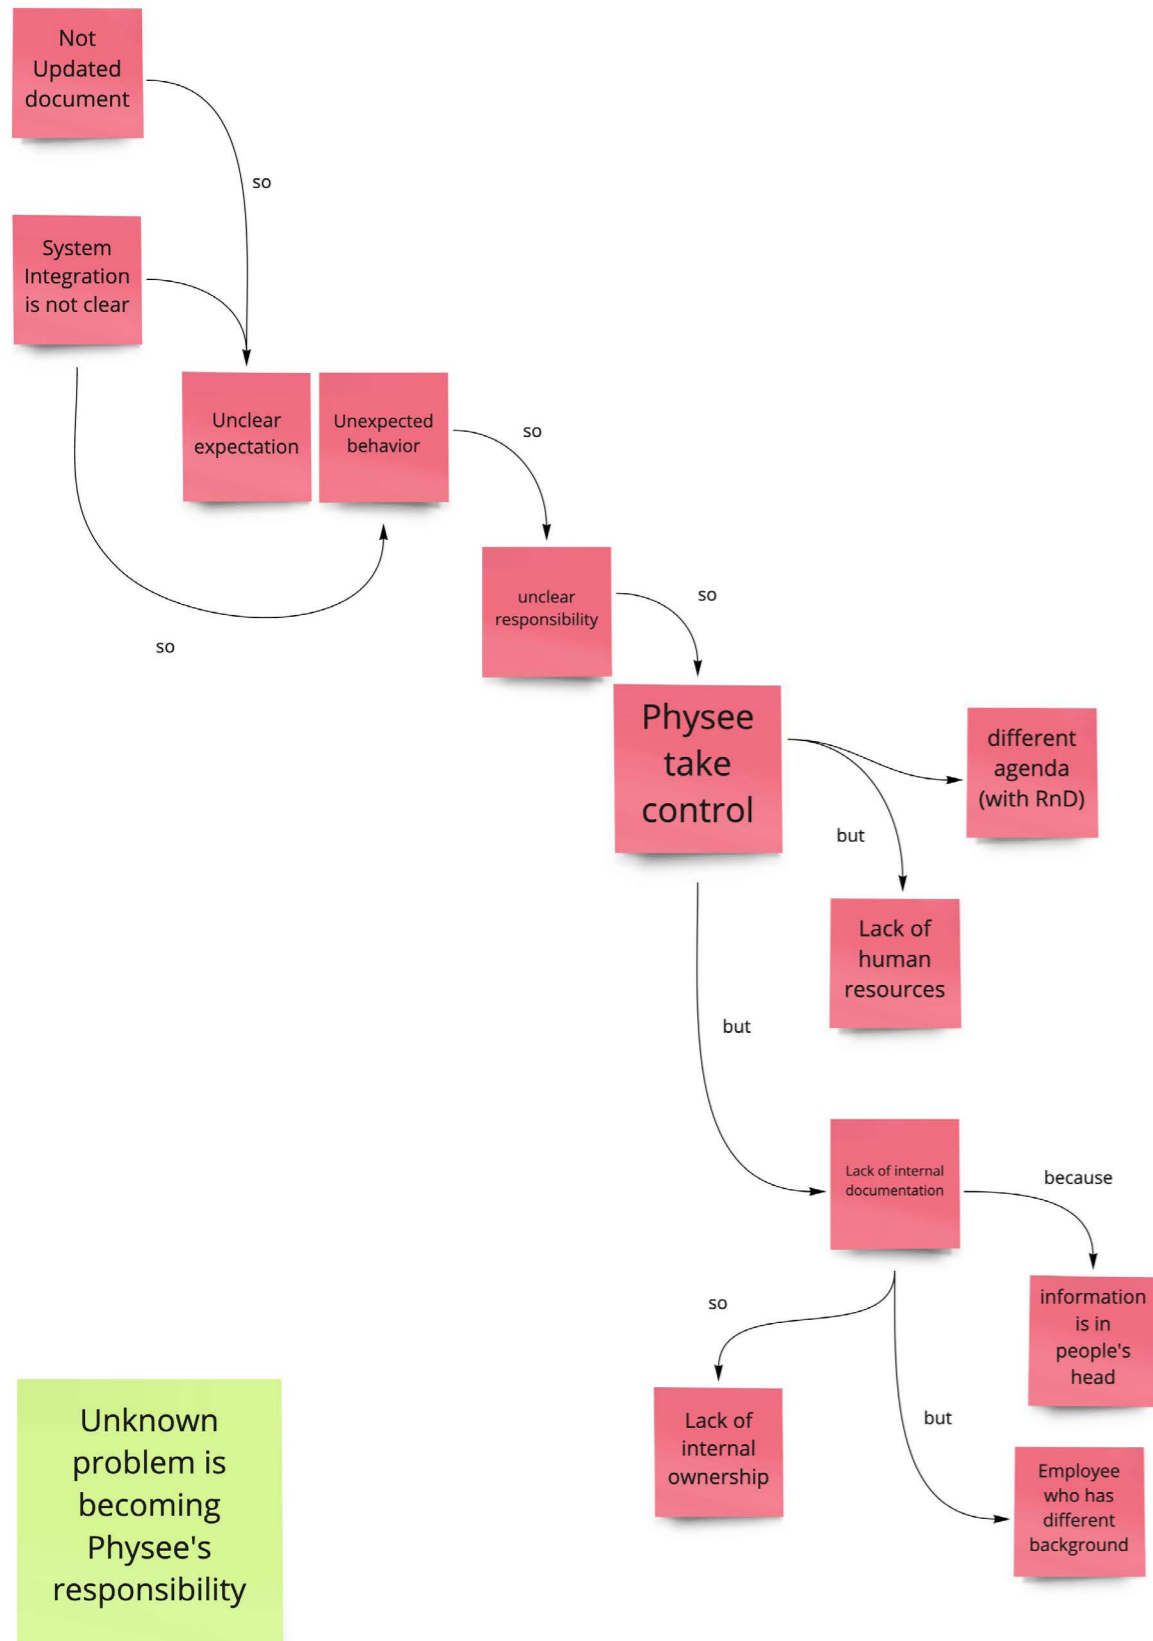 Not
Updated
document
so
System
Integration
is not clear
Unclear
expectation
Unexpected
behavior
so
so
unclear
responsibility
so
Physee
take
control
different
agenda
(with RnD)
but
Lack of
human
resources
but
Lack of internal
documentation
because
information
is in
people's
head
so
Lack of
internal
ownership
but
Employee
who has
different
background
Unknown
problem is
becoming
Physee's
responsibility